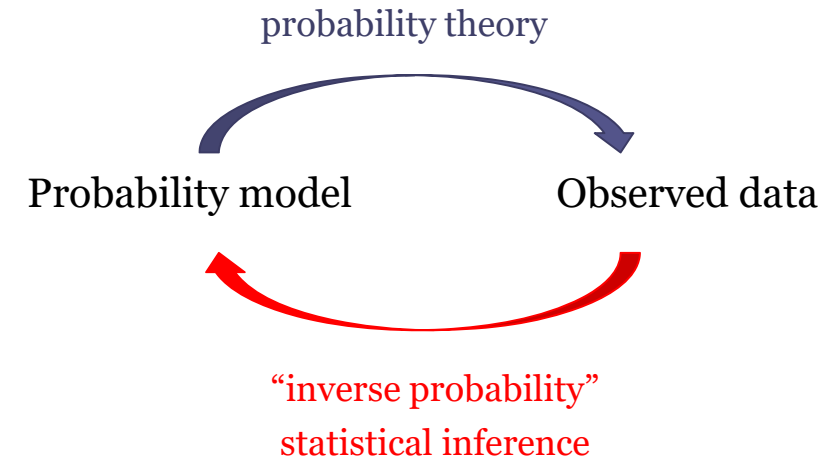 probability theory
Probability model
Observed data
“inverse probability”
statistical inference